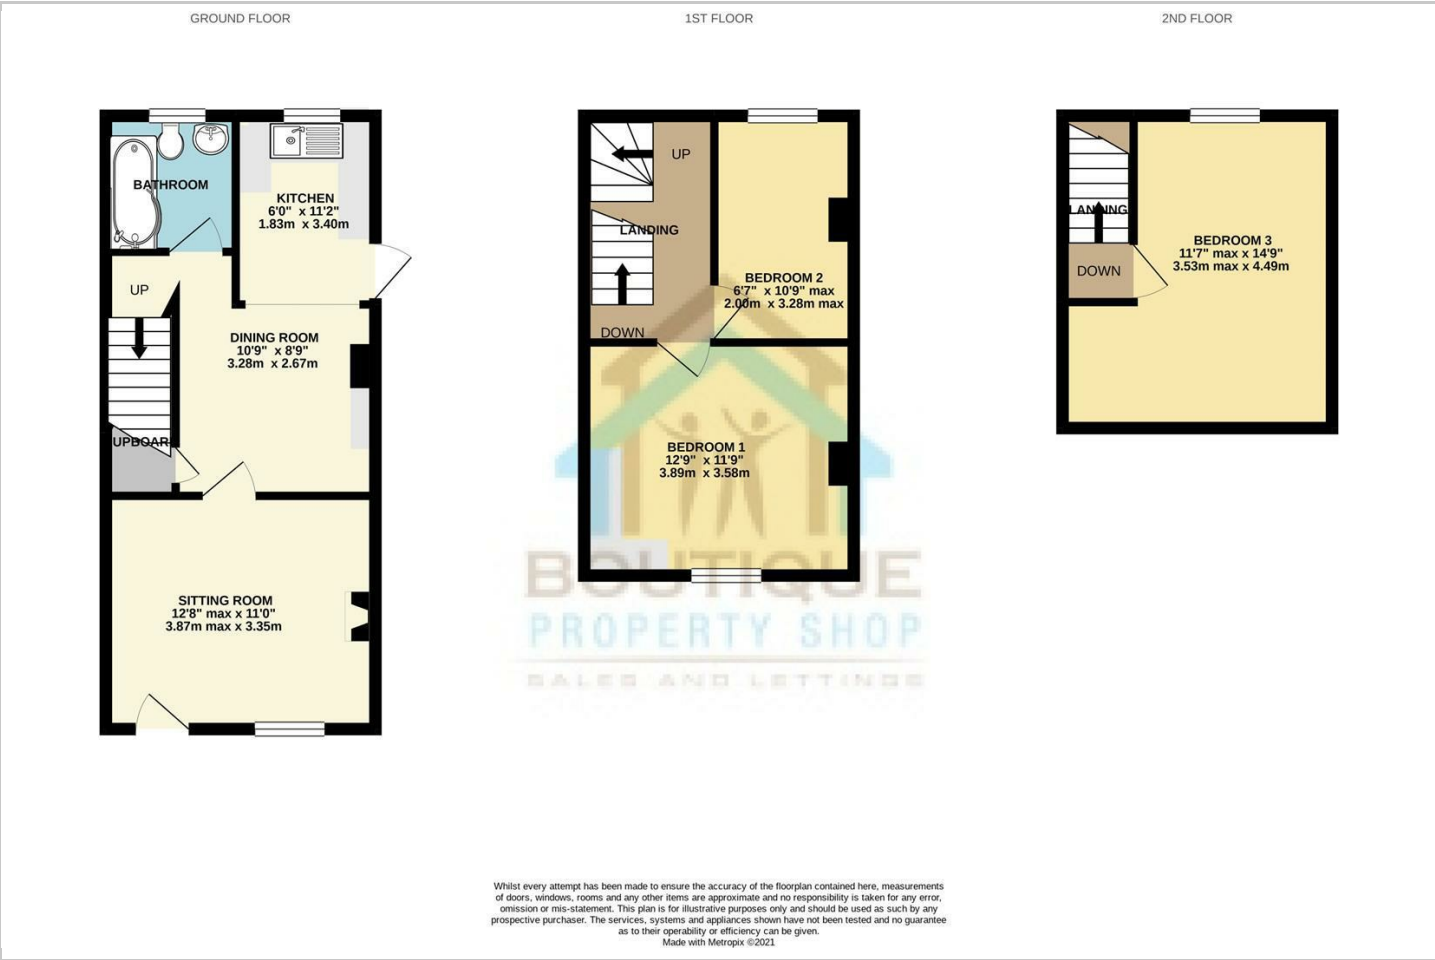 GROUND FLOOR
BATHROOM
KITCHEN
6'0" x 11'2"
1.83m x 3.40m
UP
DINING ROOM
10'9" x 8'9"
3.28m x 2.67m
UPBOAR
SITTING ROOM
12'8" max x 11'0"
3.87m max x 3.35m
1ST FLOOR
UP
LANDING
BEDROOM 2
6'7" x 10'9" max
2.00m x 3.28m max
DOWN
BEDROOM 1
12'9" x 11'9"
3.89m x 3.58m
BOUTIQUE
PROPERTY SHOP
SALES AND LETTINGS
2ND FLOOR
LANDING
DOWN
BEDROOM 3
11'7" max x 14'9"
3.53m max x 4.49m
Whilst every attempt has been made to ensure the accuracy of the floorplan contained here, measurements
of doors, windows, rooms and any other items are approximate and no responsibility is taken for any error,
omission or mis-statement. This plan is for illustrative purposes only and should be used as such by any
prospective purchaser. The services, systems and appliances shown have not been tested and no guarantee
as to their operability or efficiency can be given.
Made with Metropix ©2021